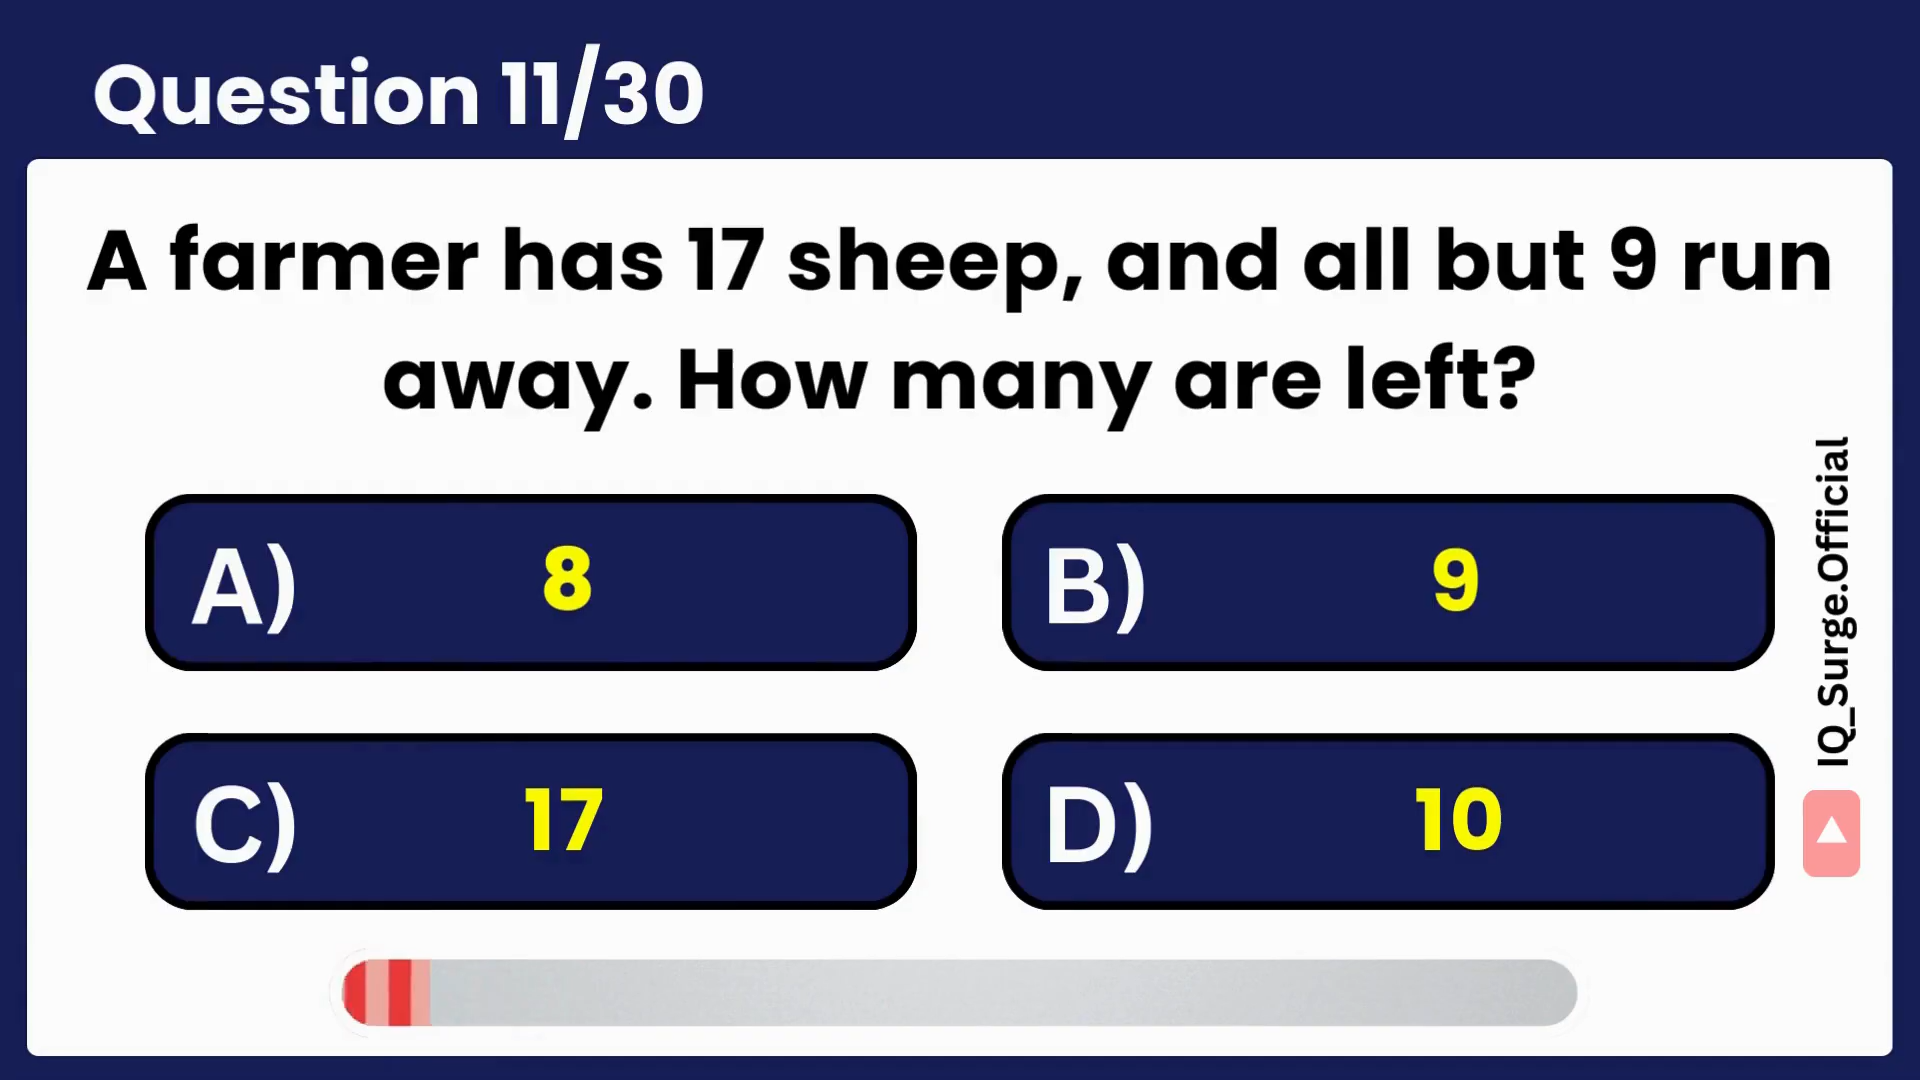 Question 11/30
A farmer has 17 sheep, and all but 9 run
away. How many are left?
A) 8
B) 9
C) 17
D) 10
IQ_Surge.Official